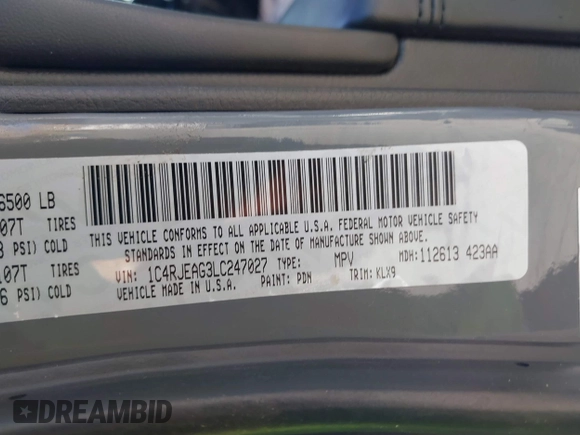 6500 LB
07T TIRES
PSI) COLD
107T TIRES
6 PSI) COLD
THIS VEHICLE CONFORMS TO ALL APPLICABLE U.S.A. FEDERAL MOTOR VEHICLE SAFETY
STANDARDS IN EFFECT ON THE DATE OF MANUFACTURE SHOWN ABOVE.
VIN: 1C4RJEAG3LC247027 TYPE: MPV MDH: 112613 423AA
VEHICLE MADE IN U.S.A. PAINT: PDN TRIM: KLX9
DREAMBID